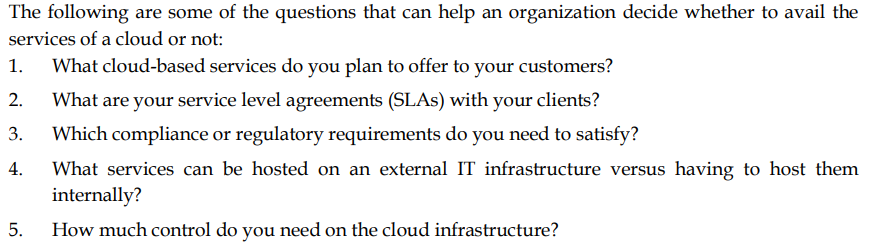 The following are some of the questions that can help an organization decide whether to avail the
services of a cloud or not:
1. What cloud-based services do you plan to offer to your customers?
2. What are your service level agreements (SLAs) with your clients?
3. Which compliance or regulatory requirements do you need to satisfy?
4. What services can be hosted on an external IT infrastructure versus having to host them
internally?
5. How much control do you need on the cloud infrastructure?